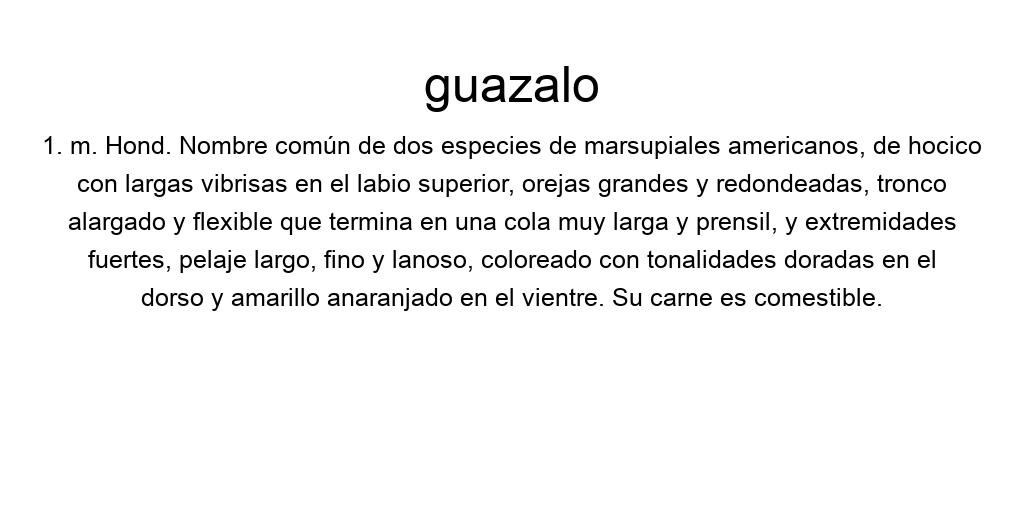 guazalo
1. m. Hond. Nombre común de dos especies de marsupiales americanos, de hocico
con largas vibrisas en el labio superior, orejas grandes y redondeadas, tronco
alargado y flexible que termina en una cola muy larga y prensil, y extremidades
fuertes, pelaje largo, fino y lanoso, coloreado con tonalidades doradas en el
dorso y amarillo anaranjado en el vientre. Su carne es comestible.